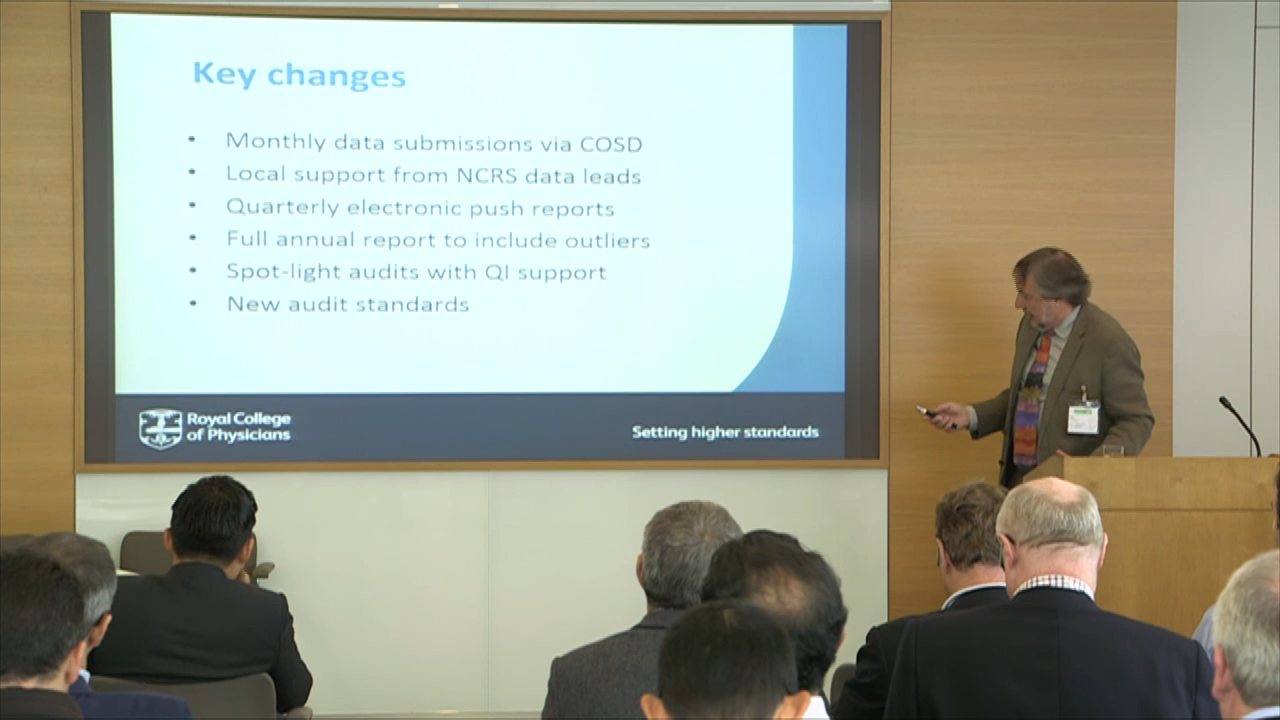 Key changes
• Monthly data submissions via COSD
• Local support from NCRS data leads
• Quarterly electronic push reports
• Full annual report to include outliers
• Spot-light audits with QI support
• New audit standards
Royal College
of Physicians
Setting higher standards